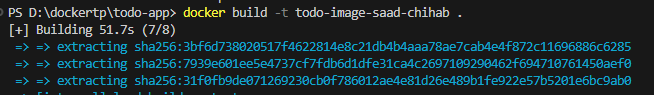 PS D:\dockertp\todo-app> docker build -t todo-image-saad-chihab .
[+] Building 51.7s (7/8)
=> => extracting sha256:3bf6d738020517f4622814e8c21db4b4aaa78ae7cab4e4f872c11696886c6285
=> => extracting sha256:7939e601ee5e4737cf7fdb6d1dfe31ca4c2697109290462f694710761450aef0
=> => extracting sha256:31f0fb9de071269230cb0f786012ae4e81d26e489b1fe922e57b5201e6bc9ab0